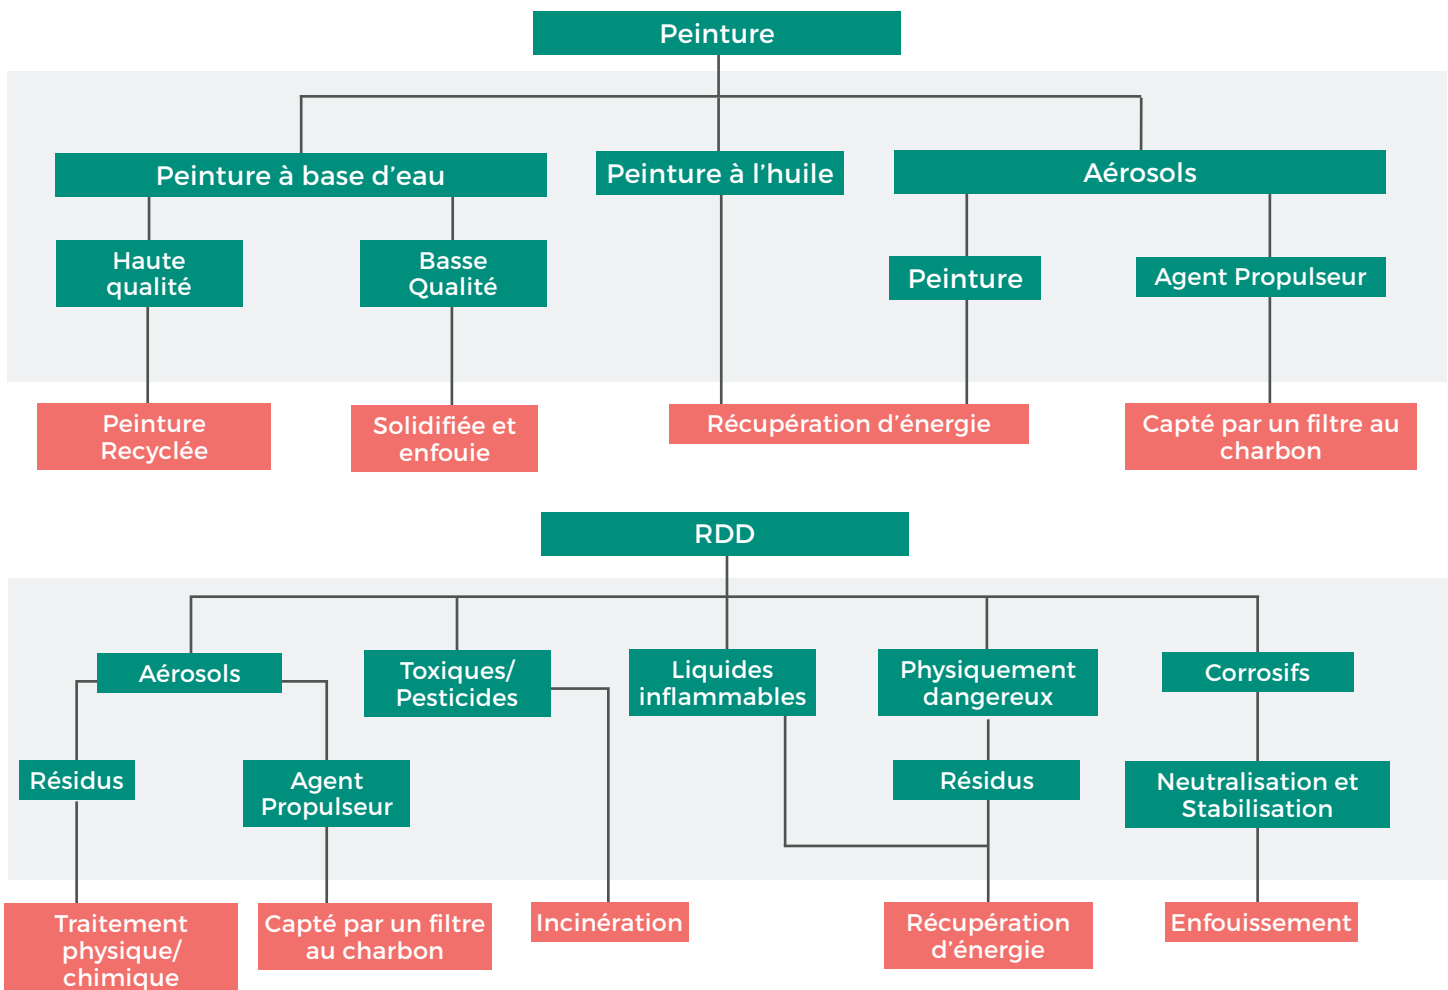 Peinture
Peinture à base d'eau
Peinture à l'huile
Aérosols
Haute
qualité
Basse
Qualité
Peinture
Agent Propulseur
Peinture
Recyclée
Solidifiée et
enfouie
Récupération d'énergie
Capté par un filtre au
charbon
RDD
Aérosols
Toxiques/
Pesticides
Liquides
inflammables
Physiquement
dangereux
Corrosifs
Résidus
Agent
Propulseur
Résidus
Neutralisation et
Stabilisation
Traitement
physique/
chimique
Capté par un filtre
au charbon
Incinération
Récupération
d'énergie
Enfouissement